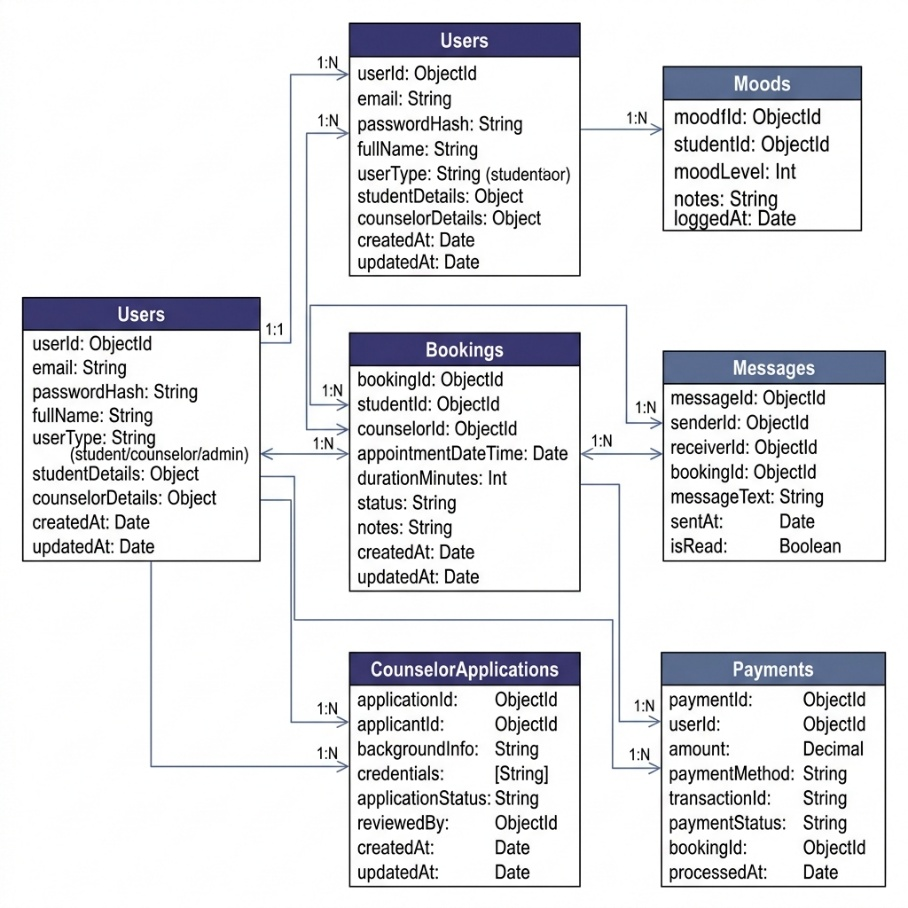 Users
userId: ObjectId
email: String
passwordHash: String
fullName: String
userType: String (studentaor)
studentDetails: Object
counselorDetails: Object
createdAt: Date
updatedAt: Date
1:N
1:N
1:N
Moods
moodfId: ObjectId
studentId: ObjectId
moodLevel: Int
notes: String
loggedAt: Date
Users
userId: ObjectId
email: String
passwordHash: String
fullName: String
userType: String
(student/counselor/admin)
studentDetails: Object
counselorDetails: Object
createdAt: Date
updatedAt: Date
1:1
1:N
1:N
Bookings
bookingId: ObjectId
studentId: ObjectId
counselorId: ObjectId
appointmentDateTime: Date
durationMinutes: Int
status: String
notes: String
createdAt: Date
updatedAt: Date
1:N
1:N
Messages
messageId: ObjectId
senderId: ObjectId
receiverId: ObjectId
bookingId: ObjectId
messageText: String
sentAt: Date
isRead: Boolean
1:N
1:N
CounselorApplications
applicationId: ObjectId
applicantId: ObjectId
backgroundInfo: String
credentials: [String]
applicationStatus: String
reviewedBy: ObjectId
createdAt: Date
updatedAt: Date
1:N
1:N
Payments
paymentId: ObjectId
userId: ObjectId
amount: Decimal
paymentMethod: String
transactionId: String
paymentStatus: String
bookingId: ObjectId
processedAt: Date